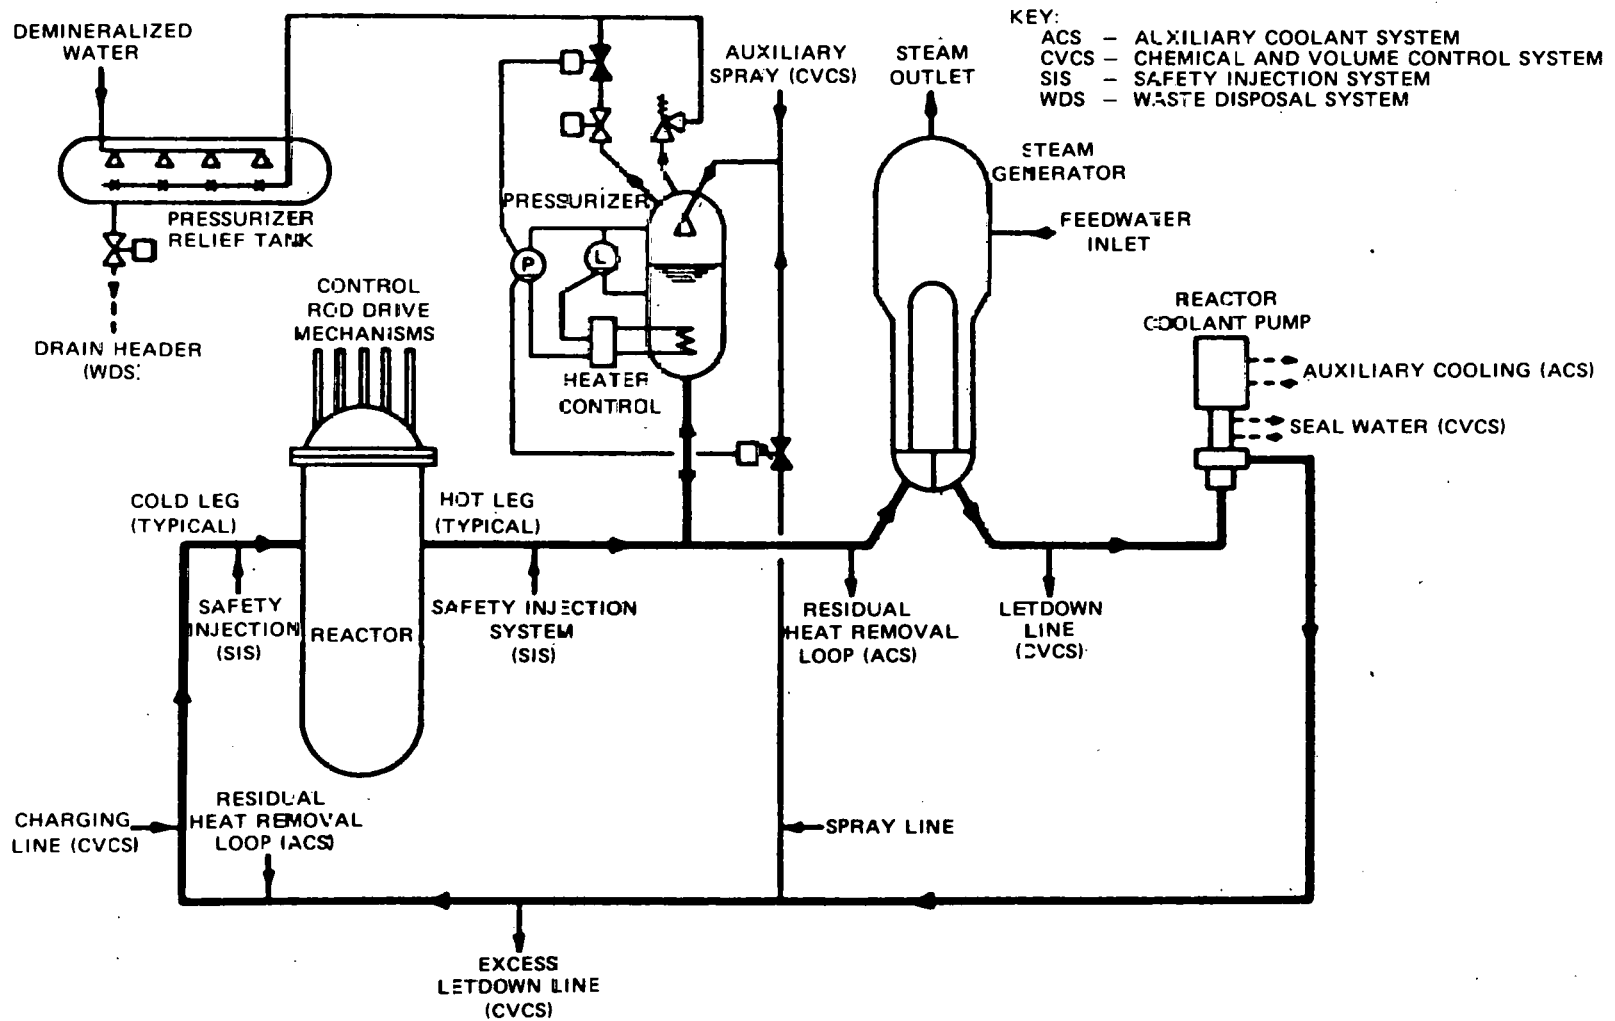 KEY:
ACS – AUXILIARY COOLANT SYSTEM
CVCS – CHEMICAL AND VOLUME CONTROL SYSTEM
SIS – SAFETY INJECTION SYSTEM
WDS – WASTE DISPOSAL SYSTEM
DEMINERALIZED
WATER
AUXILIARY
SPRAY (CVCS)
STEAM
OUTLET
STEAM
GENERATOR
FEEDWATER
INLET
PRESSURIZER
RELIEF TANK
PRESSURIZER
P
L
DRAIN HEADER
(WDS)
CONTROL
ROD DRIVE
MECHANISMS
HEATER
CONTROL
REACTOR
COOLANT PUMP
AUXILIARY COOLING (ACS)
SEAL WATER (CVCS)
COLD LEG
(TYPICAL)
HOT LEG
(TYPICAL)
SAFETY
INJECTION
(SIS)
REACTOR
SAFETY INJECTION
SYSTEM
(SIS)
RESIDUAL
HEAT REMOVAL
LOOP (ACS)
LETDOWN
LINE
(CVCS)
CHARGING
LINE (CVCS)
RESIDUAL
HEAT REMOVAL
LOOP (ACS)
SPRAY LINE
EXCESS
LETDOWN LINE
(CVCS)